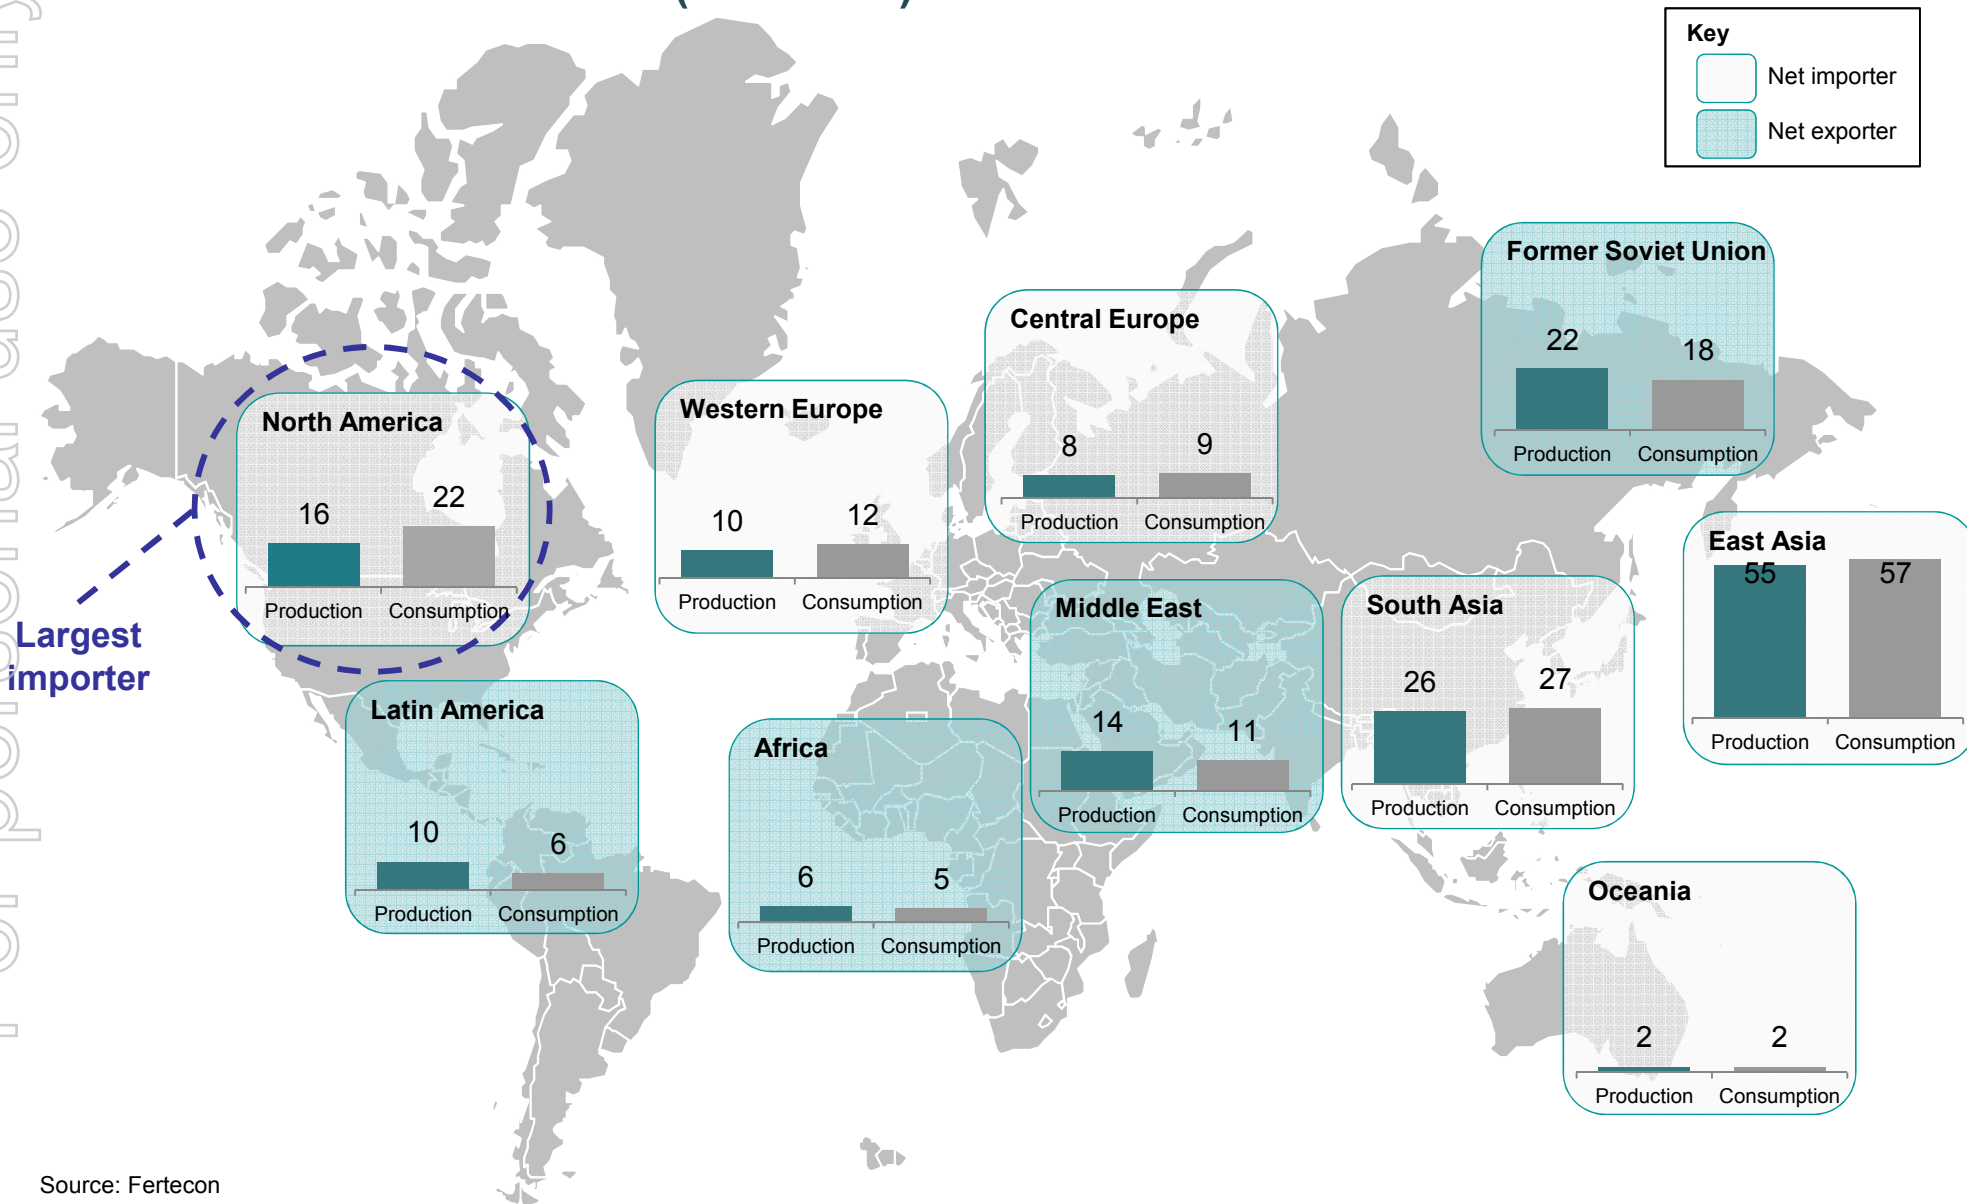 Key
Net importer
Net exporter
Former Soviet Union
22
18
Production
Consumption
Central Europe
8
9
Production
Consumption
Western Europe
10
12
Production
Consumption
North America
16
22
Production
Consumption
Largest
importer
East Asia
55
57
Production
Consumption
Middle East
14
11
Production
Consumption
South Asia
26
27
Production
Consumption
Latin America
10
6
Production
Consumption
Africa
6
5
Production
Consumption
Oceania
2
2
Production
Consumption
Source: Fertecon